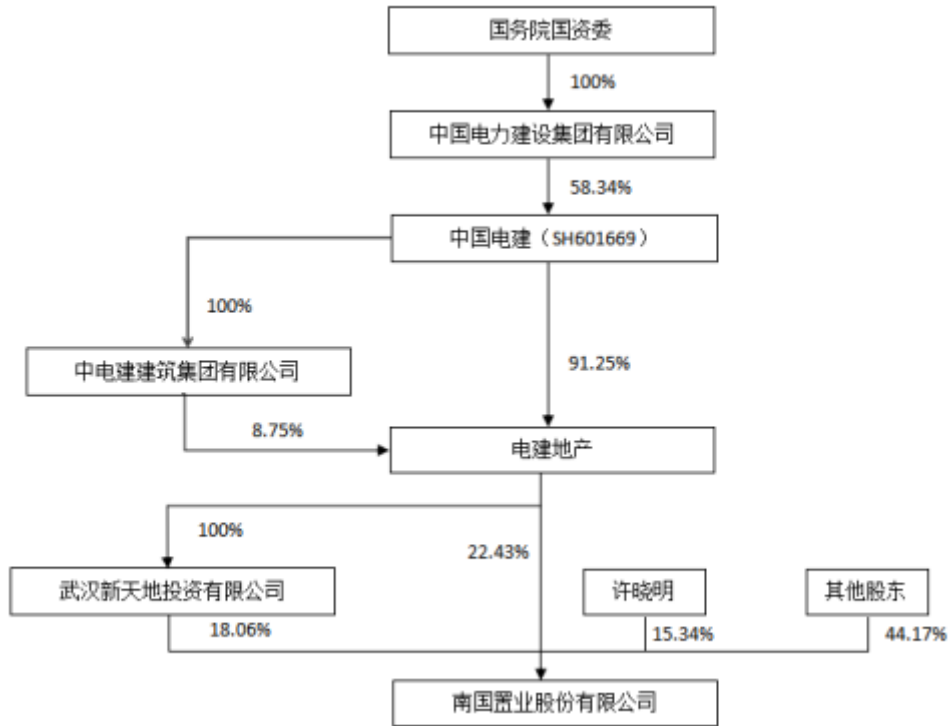 国务院国资委
100%
中国电力建设集团有限公司
58.34%
中国电建（SH601669）
100%
中电建建筑集团有限公司
91.25%
8.75%
电建地产
100%
22.43%
武汉新天地投资有限公司
许晓明
其他股东
18.06%
15.34%
44.17%
南国置业股份有限公司